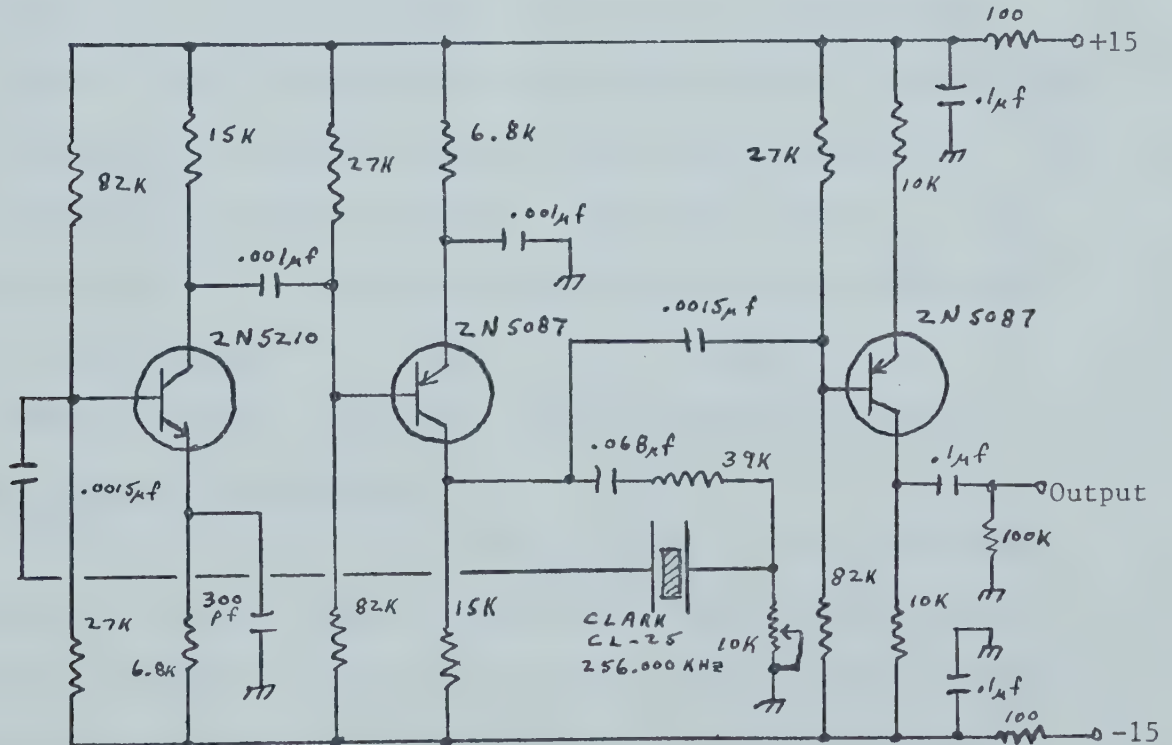 100
+15
.1µf
15K
6.8K
27K
27K
10K
82K
.001µf
.001µf
.0015µf
2N5210
2N5087
2N5087
.068µf
39K
.1µf
Output
.0015µf
100K
300
pf
82K
15K
CLARK
CL-25
256.000 KHZ
10K
82K
10K
27K
6.8K
.1µf
100
-15